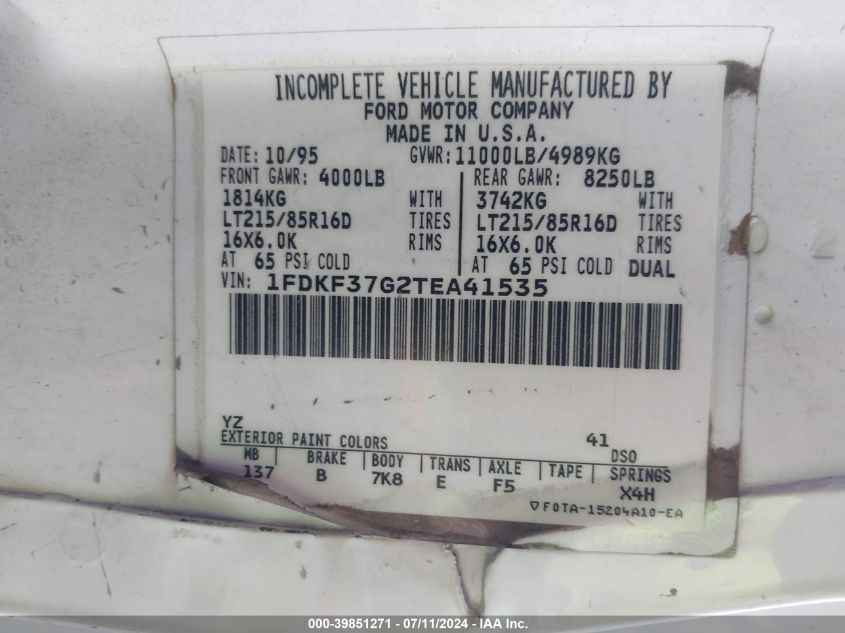 INCOMPLETE VEHICLE MANUFACTURED BY
FORD MOTOR COMPANY
MADE IN U.S.A.
DATE: 10/95 GVWR: 11000LB/4989KG
FRONT GAWR: 4000LB REAR GAWR: 8250LB
1814KG WITH 3742KG WITH
LT215/85R16D TIRES LT215/85R16D TIRES
16X6.0K RIMS 16X6.0K RIMS
AT 65 PSI COLD AT 65 PSI COLD DUAL
VIN: 1FDKF37G2TEA41535
YZ 41
EXTERIOR PAINT COLORS DSO
WB BRAKE BODY TRANS AXLE TAPE SPRINGS
137 B 7K8 E F5 X4H
▽F0TA-15204A10-EA
000-39851271 - 07/11/2024 - IAA Inc.